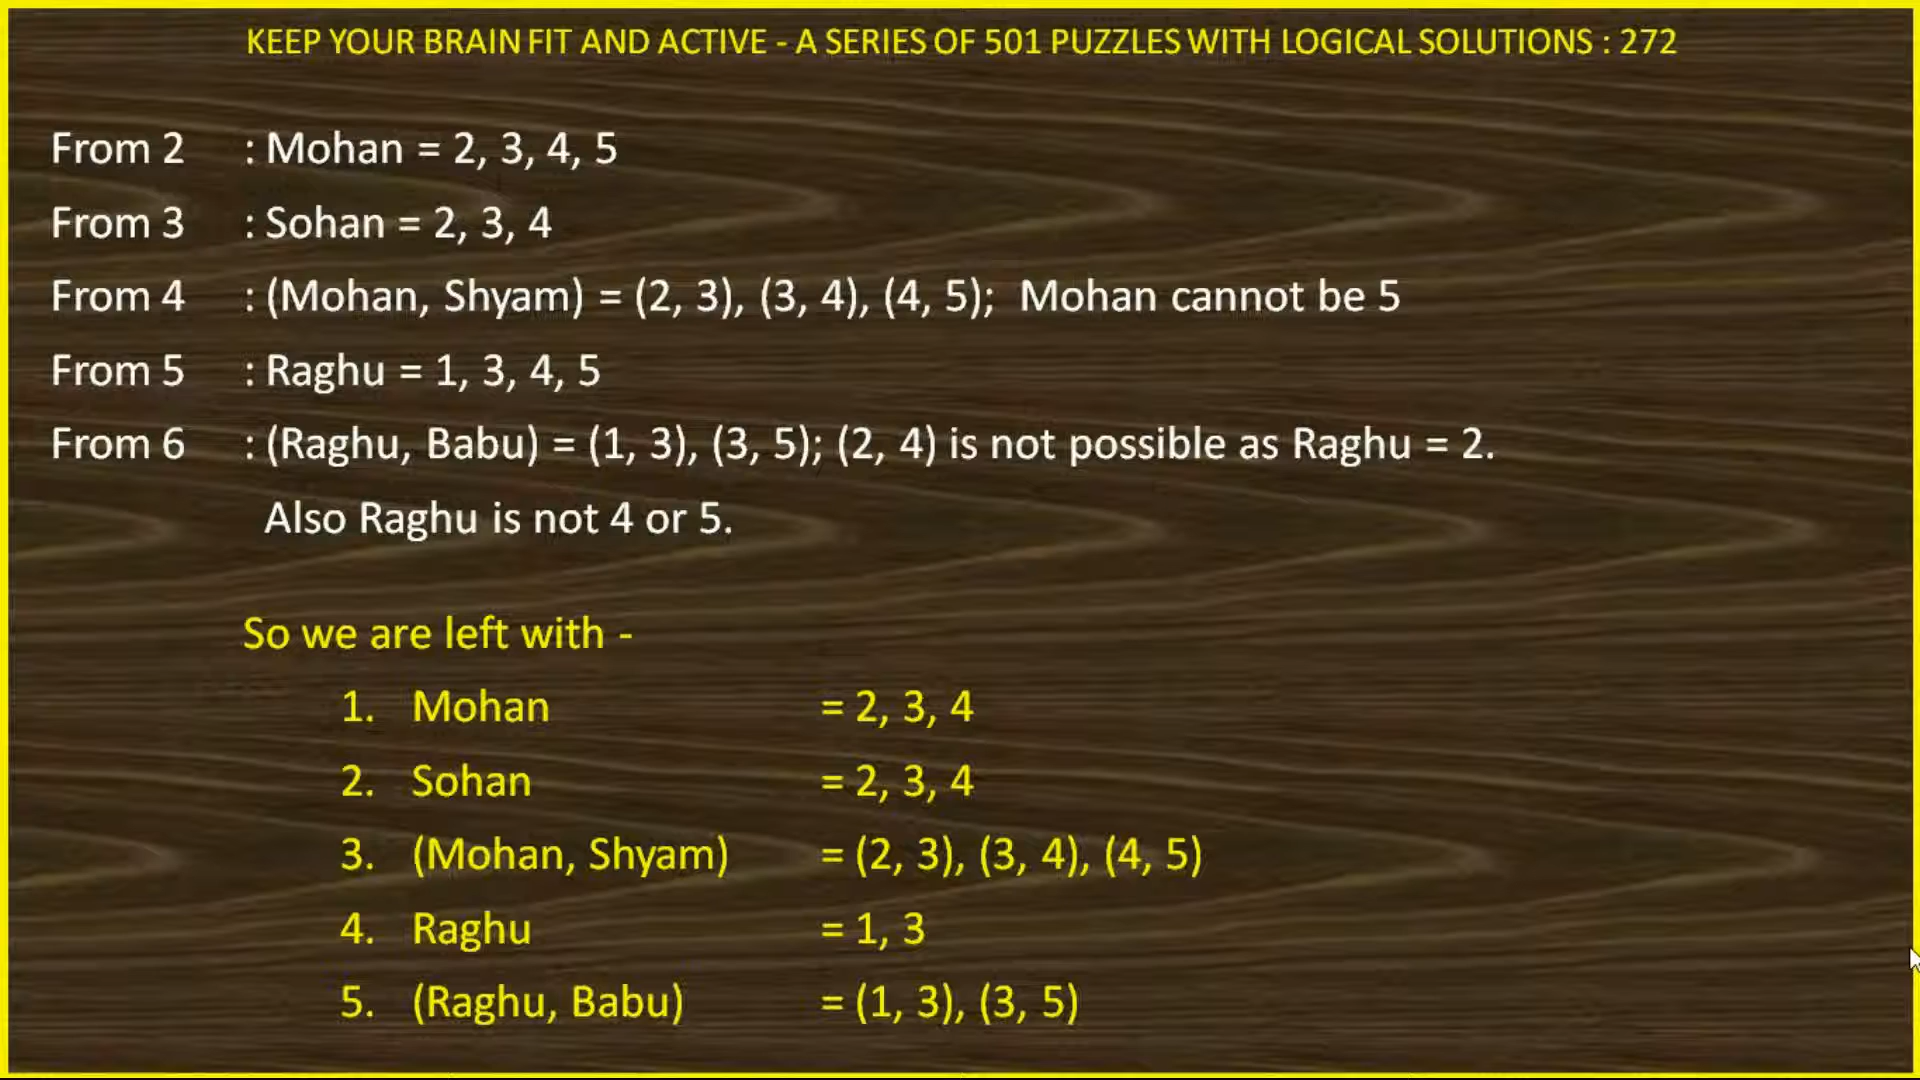 KEEP YOUR BRAIN FIT AND ACTIVE - A SERIES OF 501 PUZZLES WITH LOGICAL SOLUTIONS : 272
From 2 : Mohan = 2, 3, 4, 5
From 3 : Sohan = 2, 3, 4
From 4 : (Mohan, Shyam) = (2, 3), (3, 4), (4, 5); Mohan cannot be 5
From 5 : Raghu = 1, 3, 4, 5
From 6 : (Raghu, Babu) = (1, 3), (3, 5); (2, 4) is not possible as Raghu = 2.
Also Raghu is not 4 or 5.
So we are left with -
1. Mohan = 2, 3, 4
2. Sohan = 2, 3, 4
3. (Mohan, Shyam) = (2, 3), (3, 4), (4, 5)
4. Raghu = 1, 3
5. (Raghu, Babu) = (1, 3), (3, 5)